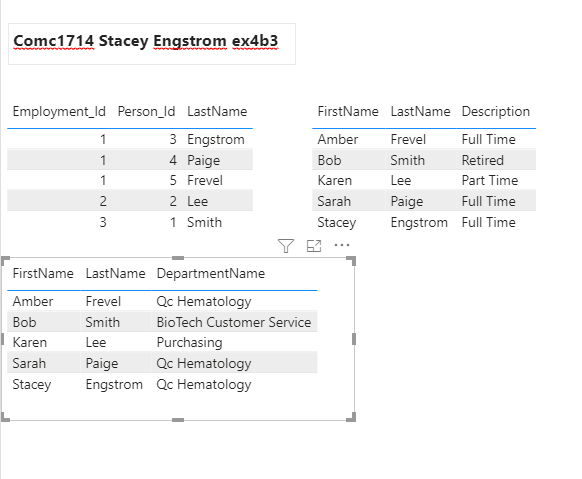 Comc1714 Stacey Engstrom ex4b3
Employment_Id Person_Id LastName
1 3 Engstrom
1 4 Paige
1 5 Frevel
2 2 Lee
3 1 Smith
FirstName LastName Description
Amber Frevel Full Time
Bob Smith Retired
Karen Lee Part Time
Sarah Paige Full Time
Stacey Engstrom Full Time
FirstName LastName DepartmentName
Amber Frevel Qc Hematology
Bob Smith BioTech Customer Service
Karen Lee Purchasing
Sarah Paige Qc Hematology
Stacey Engstrom Qc Hematology